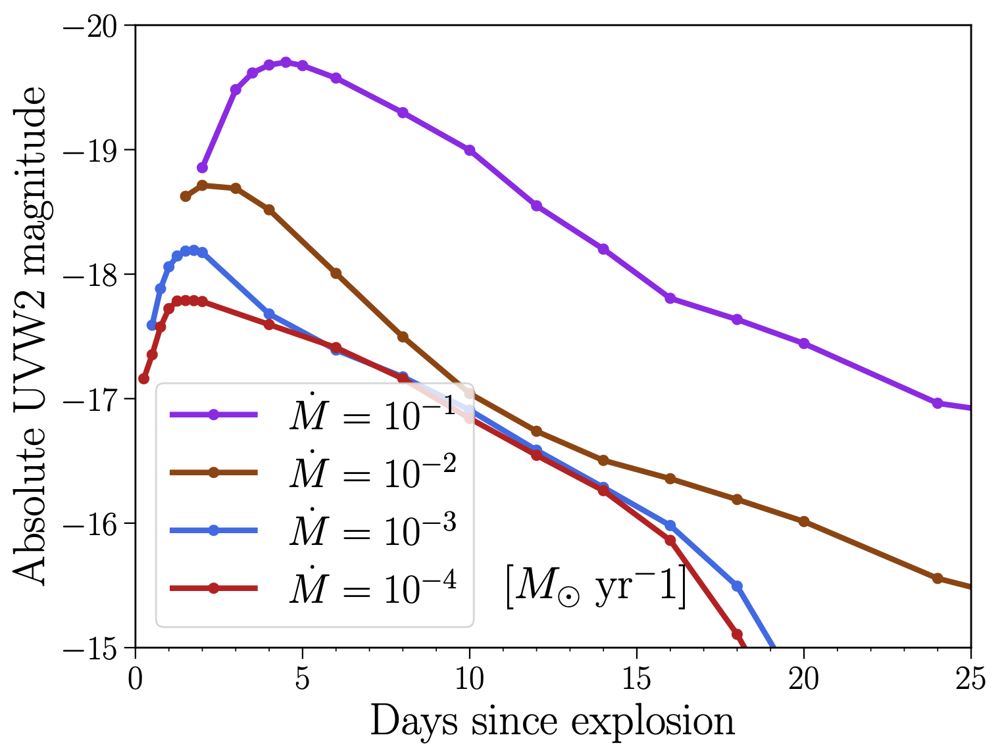 −20
−19
−18
−17
−16
−15
0 5 10 15 20 25
Absolute UVW2 magnitude
Days since explosion
Ṁ = 10⁻¹
Ṁ = 10⁻²
Ṁ = 10⁻³
Ṁ = 10⁻⁴
[M⊙ yr⁻1]